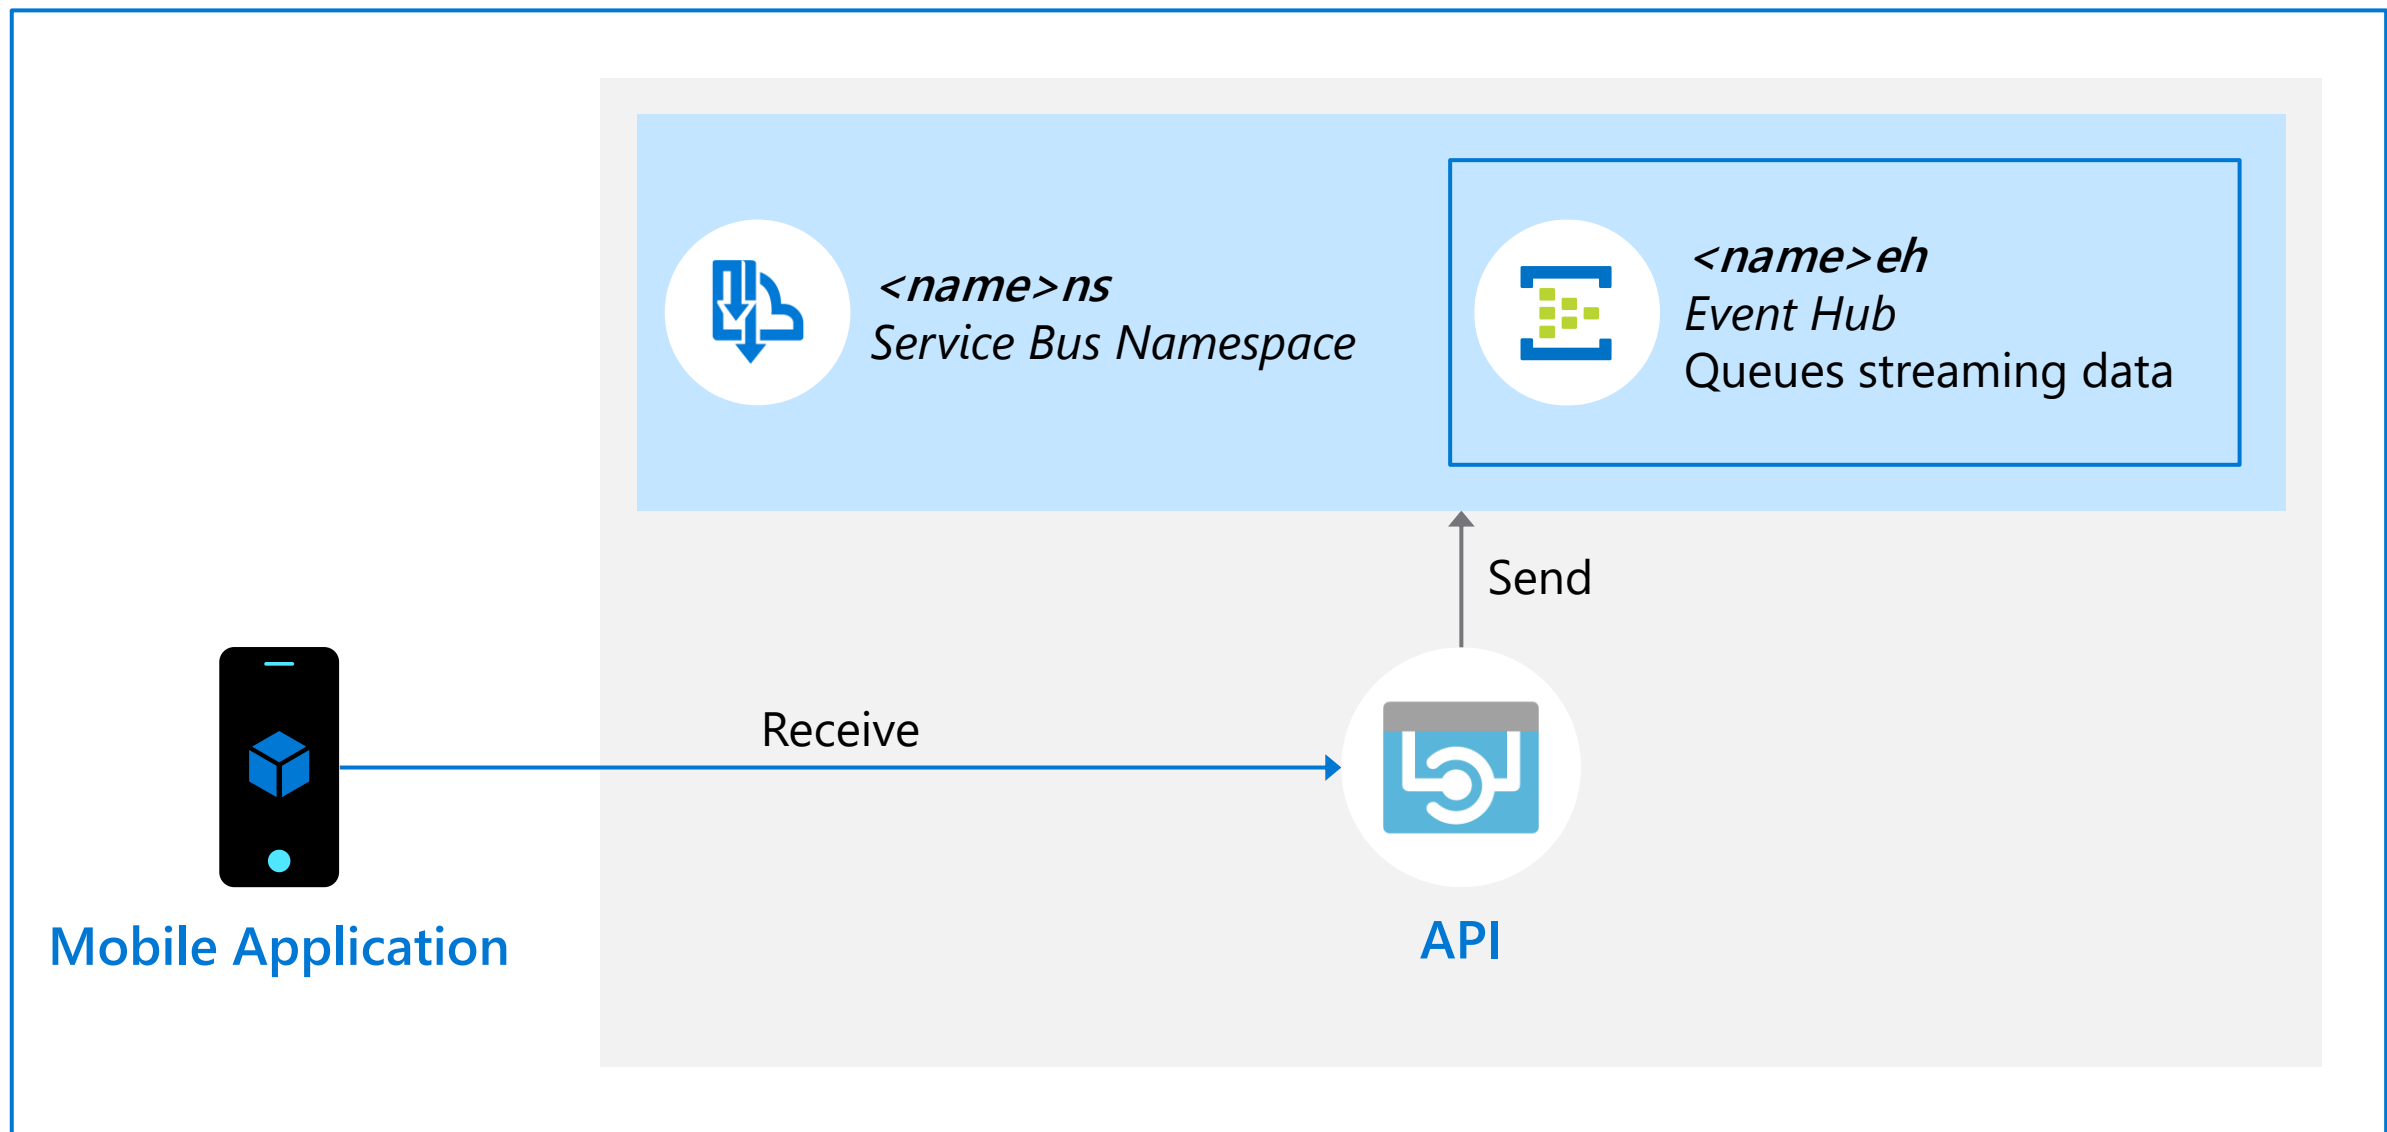 <name>ns
Service Bus Namespace
<name>eh
Event Hub
Queues streaming data
Send
Receive
Mobile Application
API